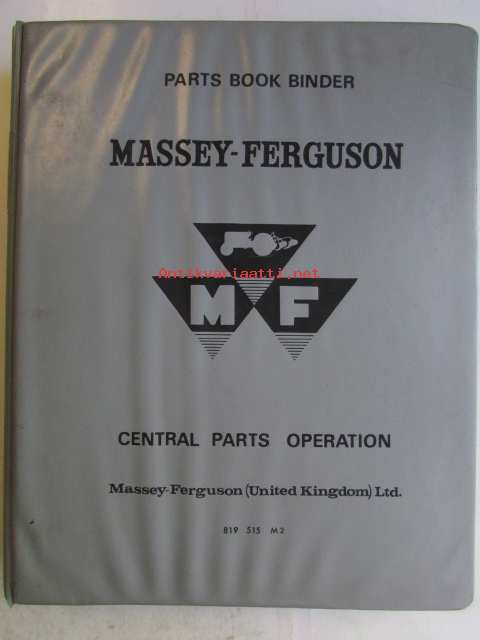 PARTS BOOK BINDER
MASSEY-FERGUSON
Antikvariaatti.net
M F
CENTRAL PARTS OPERATION
Massey-Ferguson (United Kingdom) Ltd.
819 515 M2